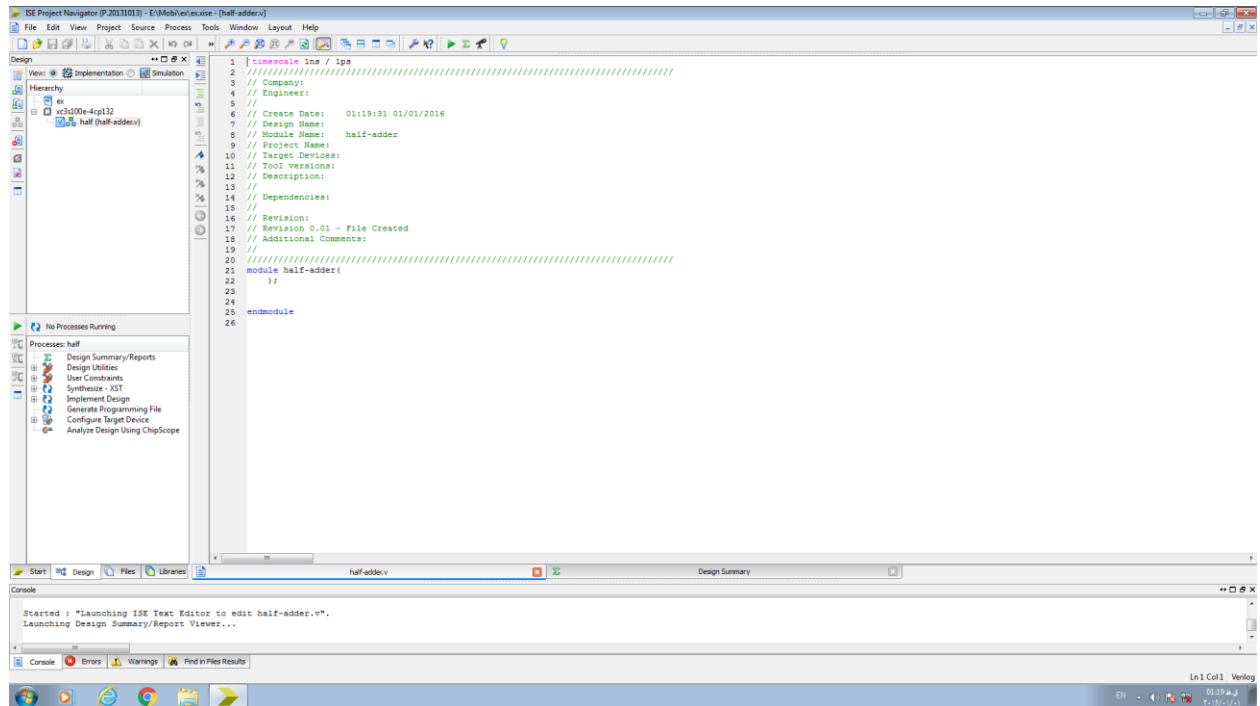 ISE Project Navigator (P.20131013) - E:\Mobi\ex\ex.xise - [half-adder.v]
File Edit View Project Source Process Tools Window Layout Help
Design
View: Implementation Simulation
Hierarchy
ex
xc3s100e-4cp132
half (half-adder.v)
No Processes Running
Processes: half
Design Summary/Reports
Design Utilities
User Constraints
Synthesize - XST
Implement Design
Generate Programming File
Configure Target Device
Analyze Design Using ChipScope
Start Design Files Libraries
1 `timescale 1ns / 1ps
2 //////////////////////////////////////////////////////////////////////////////////
3 // Company:
4 // Engineer:
5 //
6 // Create Date: 01:19:31 01/01/2016
7 // Design Name:
8 // Module Name: half-adder
9 // Project Name:
10 // Target Devices:
11 // Tool versions:
12 // Description:
13 //
14 // Dependencies:
15 //
16 // Revision:
17 // Revision 0.01 - File Created
18 // Additional Comments:
19 //
20 //////////////////////////////////////////////////////////////////////////////////
21 module half-adder(
22 );
23
24
25 endmodule
26
half-adder.v Design Summary
Console
Started : "Launching ISE Text Editor to edit half-adder.v".
Launching Design Summary/Report Viewer...
Console Errors Warnings Find in Files Results
Ln 1 Col 1 Verilog
EN
01:19 ق.ظ
٢٠١٦/٠١/٠١